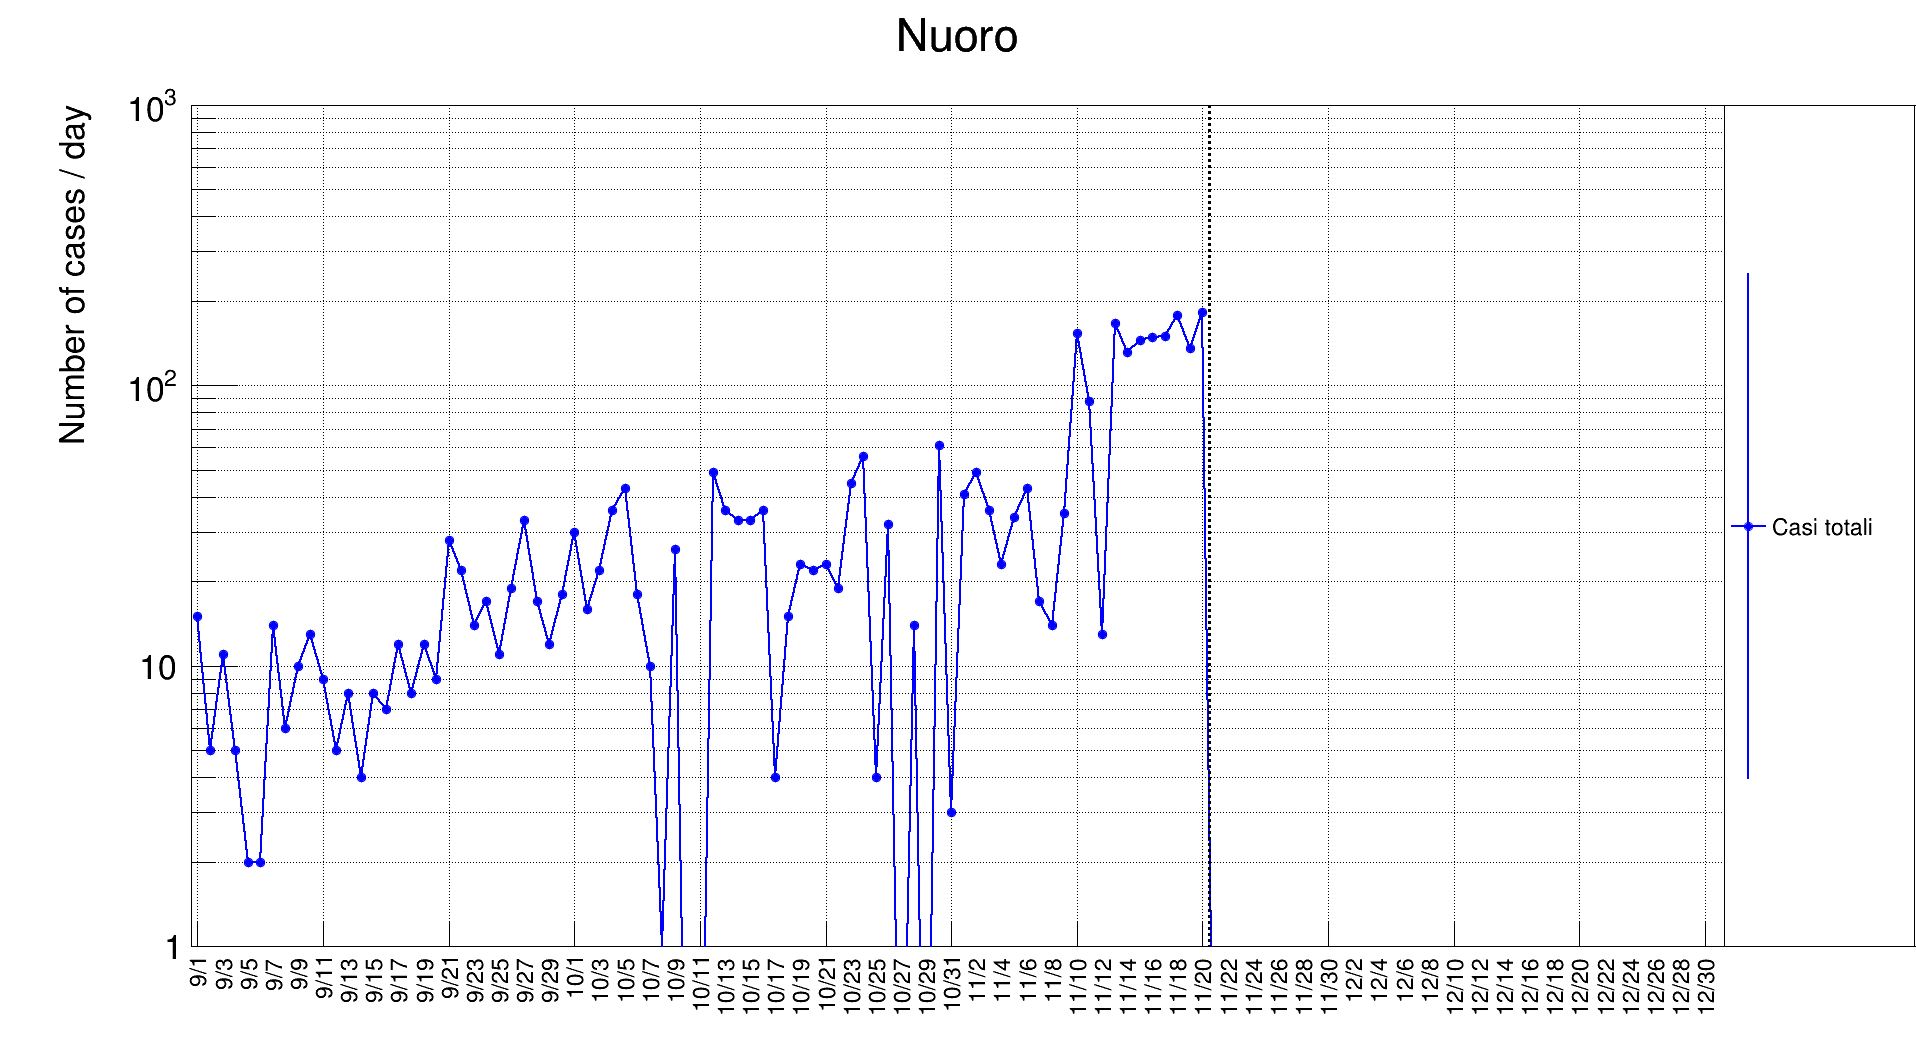 Nuoro
Number of cases / day
10³
10²
10
1
9/1 9/3 9/5 9/7 9/9 9/11 9/13 9/15 9/17 9/19 9/21 9/23 9/25 9/27 9/29 10/1 10/3 10/5 10/7 10/9 10/11 10/13 10/15 10/17 10/19 10/21 10/23 10/25 10/27 10/29 10/31 11/2 11/4 11/6 11/8 11/10 11/12 11/14 11/16 11/18 11/20 11/22 11/24 11/26 11/28 11/30 12/2 12/4 12/6 12/8 12/10 12/12 12/14 12/16 12/18 12/20 12/22 12/24 12/26 12/28 12/30
Casi totali